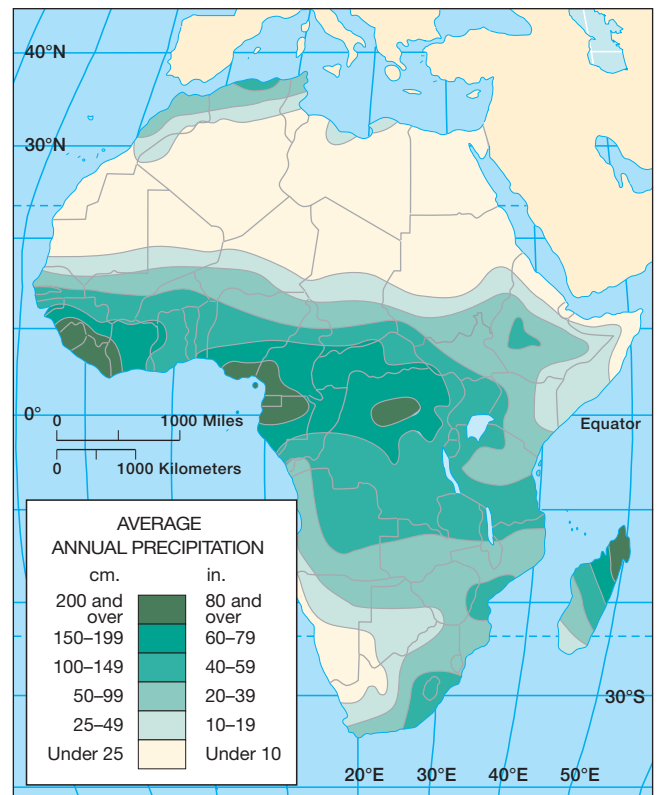 40°N
30°N
0°
0 1000 Miles
0 1000 Kilometers
Equator
AVERAGE
ANNUAL PRECIPITATION
cm. in.
200 and over 80 and over
150–199 60–79
100–149 40–59
50–99 20–39
25–49 10–19
Under 25 Under 10
30°S
20°E 30°E 40°E 50°E